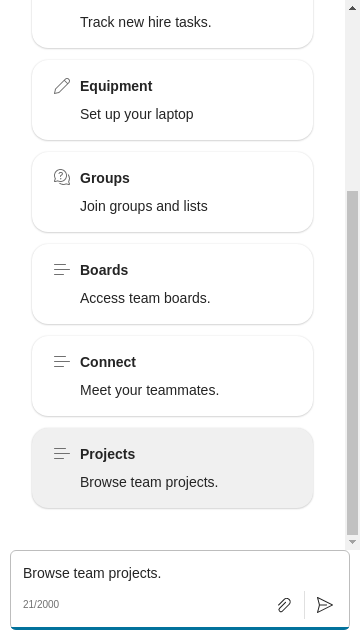 Track new hire tasks.
Equipment
Set up your laptop
Groups
Join groups and lists
Boards
Access team boards.
Connect
Meet your teammates.
Projects
Browse team projects.
Browse team projects.
21/2000